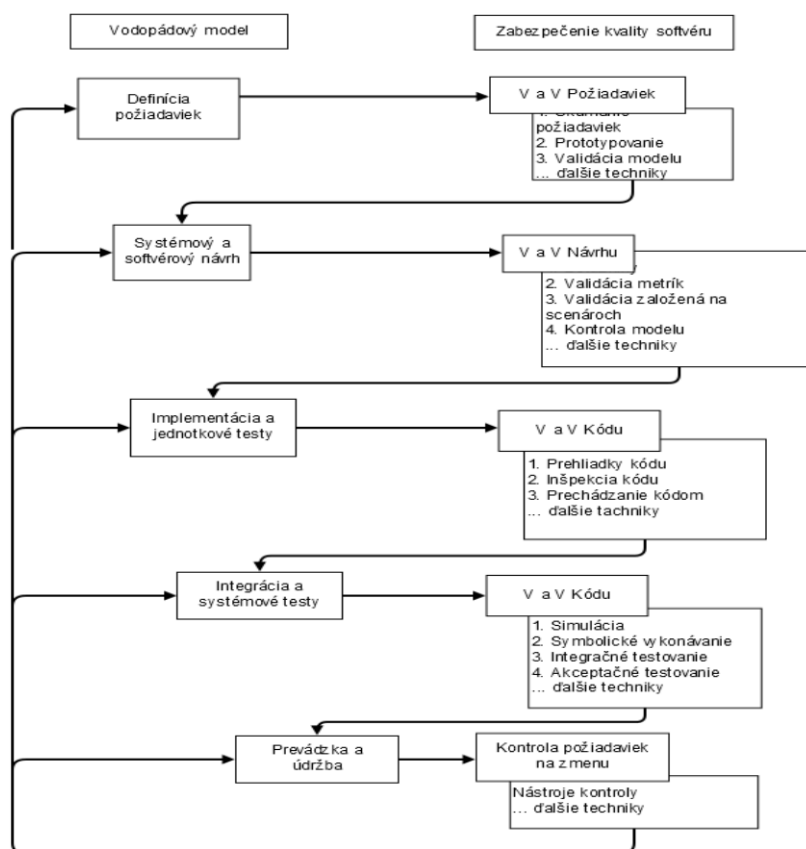 Vodopádový model
Zabezpečenie kvality softvéru
Definícia
požiadaviek
V a V Požiadaviek
požiadaviek
2. Prototypovanie
3. Validácia modelu
... ďalšie techniky
Systémový a
softvérový návrh
V a V Návrhu
2. Validácia metrík
3. Validácia založená na
scenároch
4. Kontrola modelu
... ďalšie techniky
Implementácia a
jednotkové testy
V a V Kódu
1. Prehliadky kódu
2. Inšpekcia kódu
3. Prechádzanie kódom
... ďalšie tachniky
Integrácia a
systémové testy
V a V Kódu
1. Simulácia
2. Symbolické vykonávanie
3. Integračné testovanie
4. Akceptačné testovanie
... ďalšie techniky
Prevádzka a
údržba
Kontrola požiadaviek
na zmenu
Nástroje kontroly
... ďalšie techniky